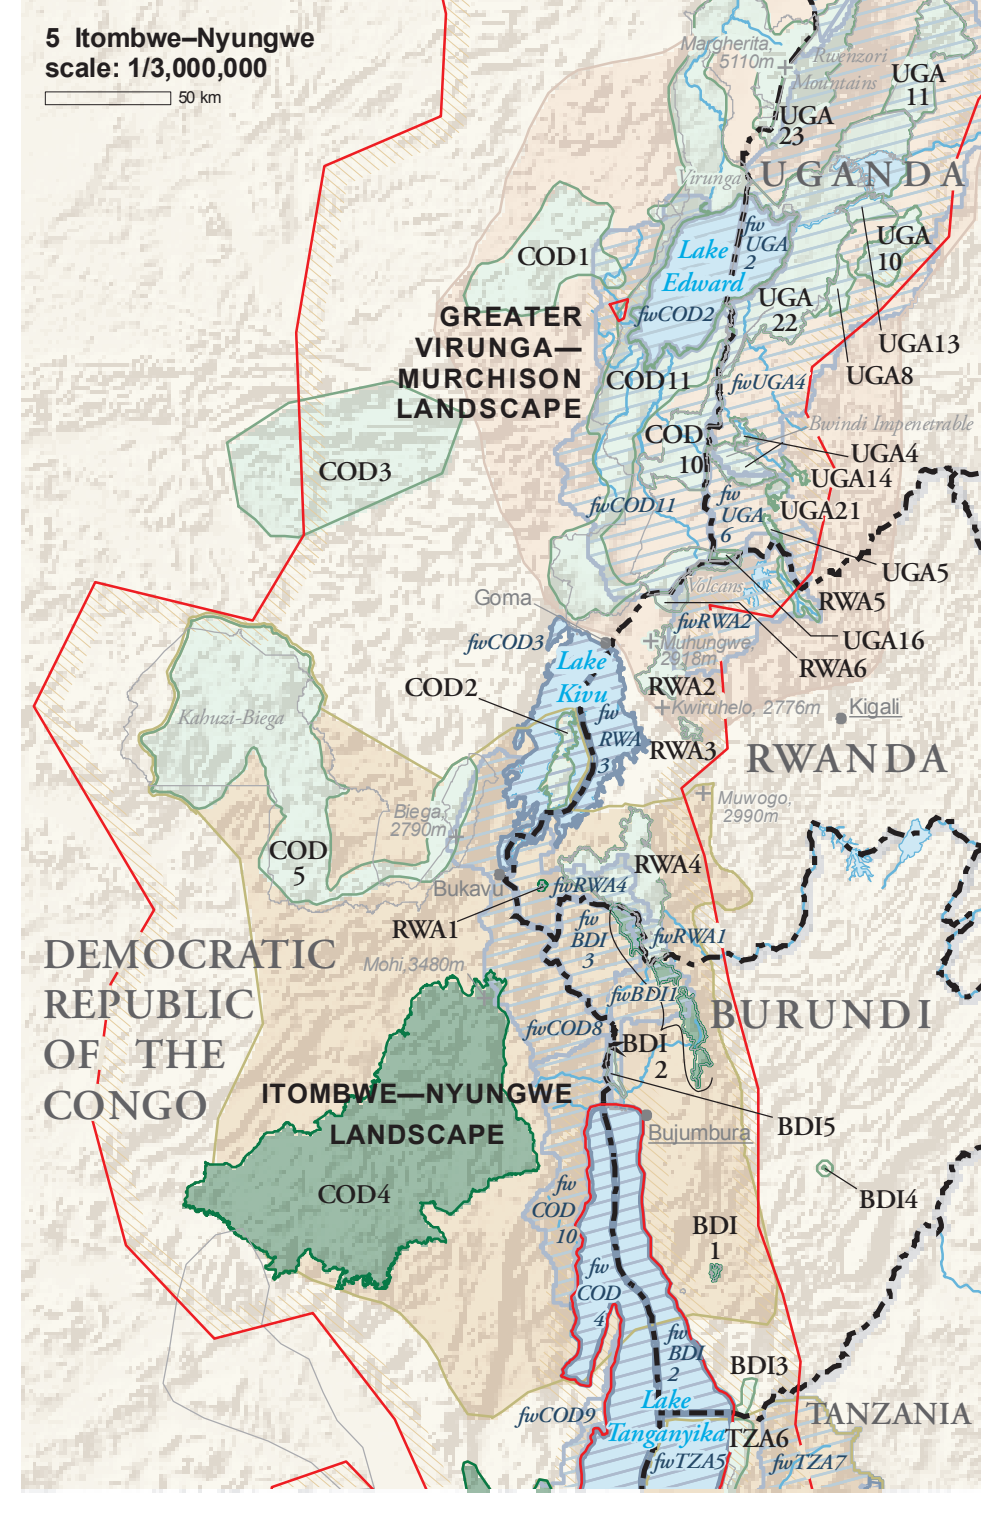 5 Itombwe–Nyungwe
scale: 1/3,000,000
50 km
Margherita,
5110m
Rwenzori
Mountains
UGA
11
UGA
23
Virunga
UGANDA
fw
UGA
2
Lake
Edward
COD1
UGA
10
UGA
22
fwCOD2
GREATER
VIRUNGA—
MURCHISON
LANDSCAPE
UGA13
UGA8
COD11
fwUGA4
Bwindi Impenetrable
COD
10
UGA4
COD3
UGA14
fwCOD11
fw
UGA
6
UGA21
UGA5
Volcans
Goma
RWA5
fwRWA2
UGA16
fwCOD3
Muhungwe,
2918m
RWA6
Lake
Kivu
COD2
RWA2
Kwiruhelo, 2776m
Kigali
Kahuzi-Biega
fw
RWA
3
RWA3
RWANDA
Muwogo,
2990m
Biega,
2790m
COD
5
RWA4
Bukavu
fwRWA4
RWA1
fw
BDI
3
fwRWA1
DEMOCRATIC
REPUBLIC
OF THE
CONGO
Mohi, 3480m
fwBDI1
BURUNDI
fwCOD8
BDI
2
ITOMBWE—NYUNGWE
LANDSCAPE
BDI5
Bujumbura
COD4
BDI4
fw
COD
10
BDI
1
fw
COD
4
fw
BDI
2
BDI3
Lake
Tanganyika
fwCOD9
TANZANIA
TZA6
fwTZA5
fwTZA7